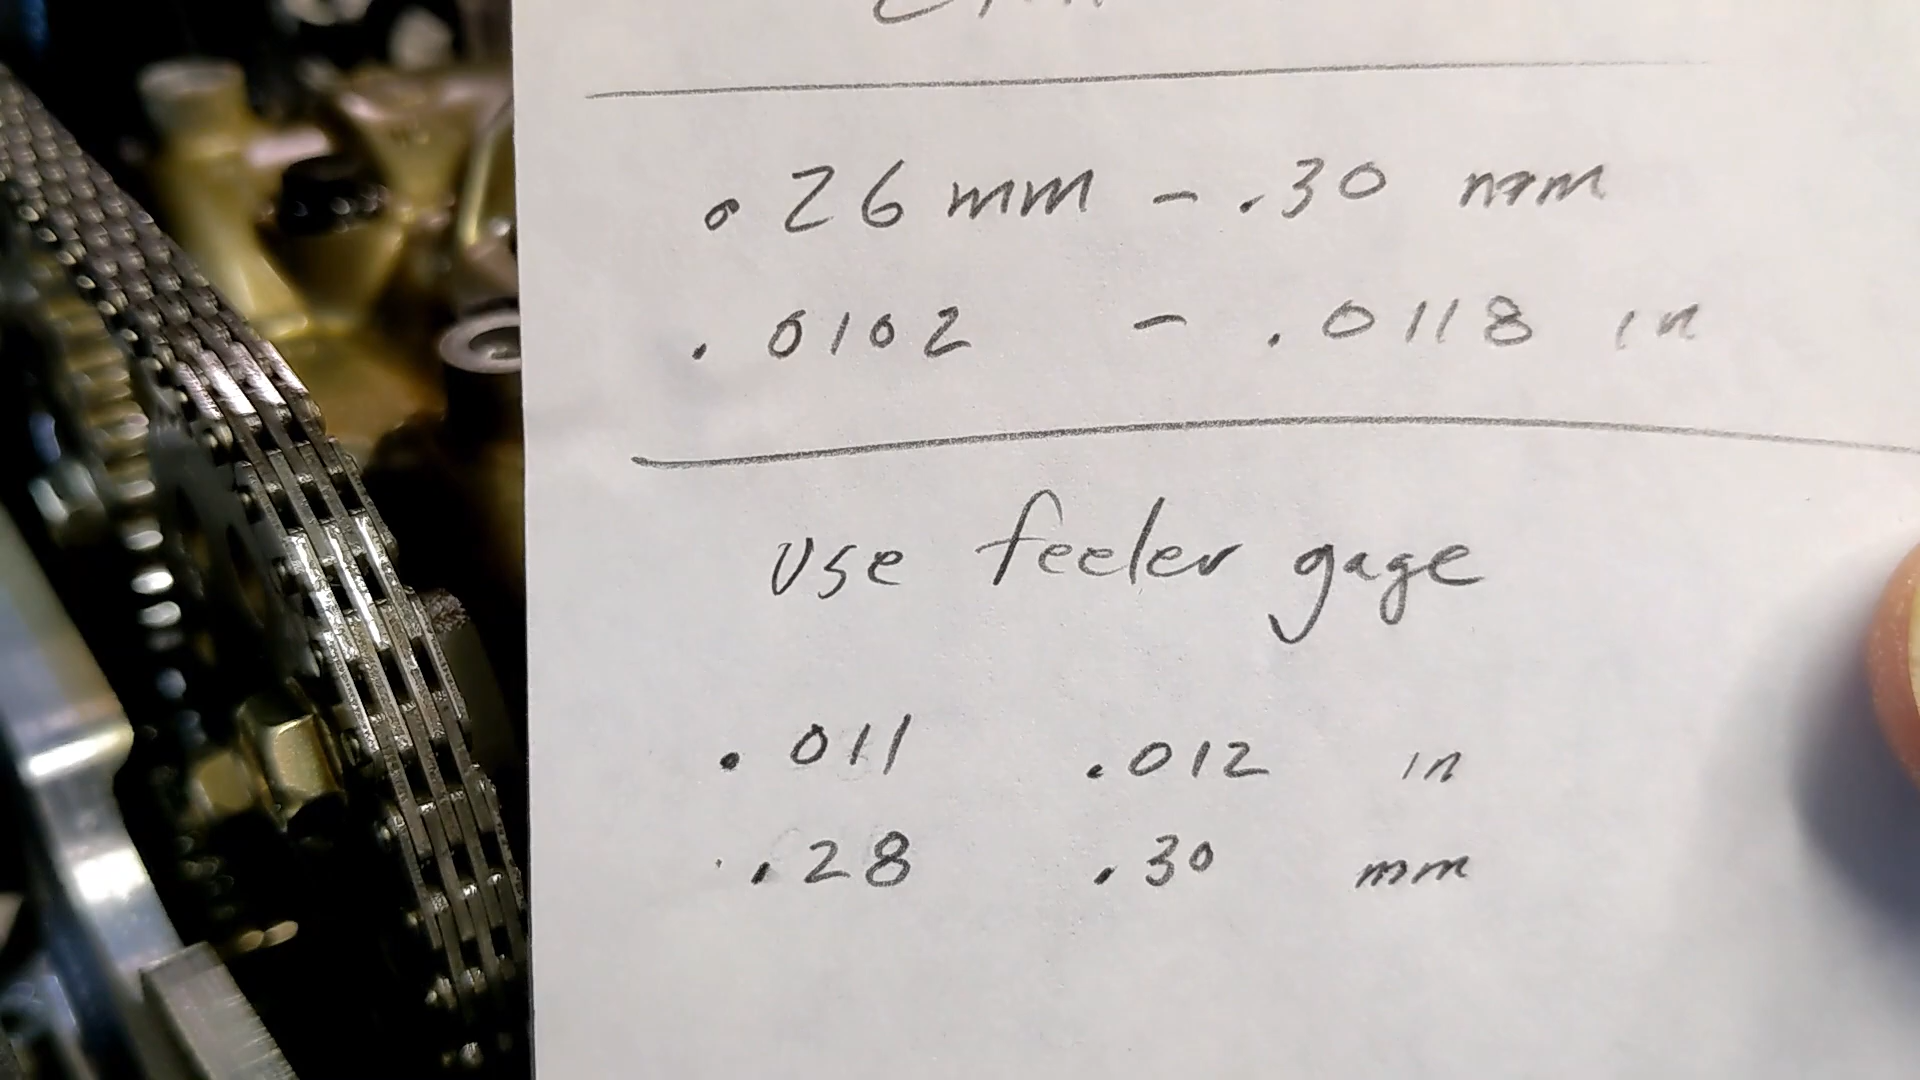 .26 mm - .30 mm
.0102 - .0118 in
Use feeler gage
.011 .012 in
.28 .30 mm